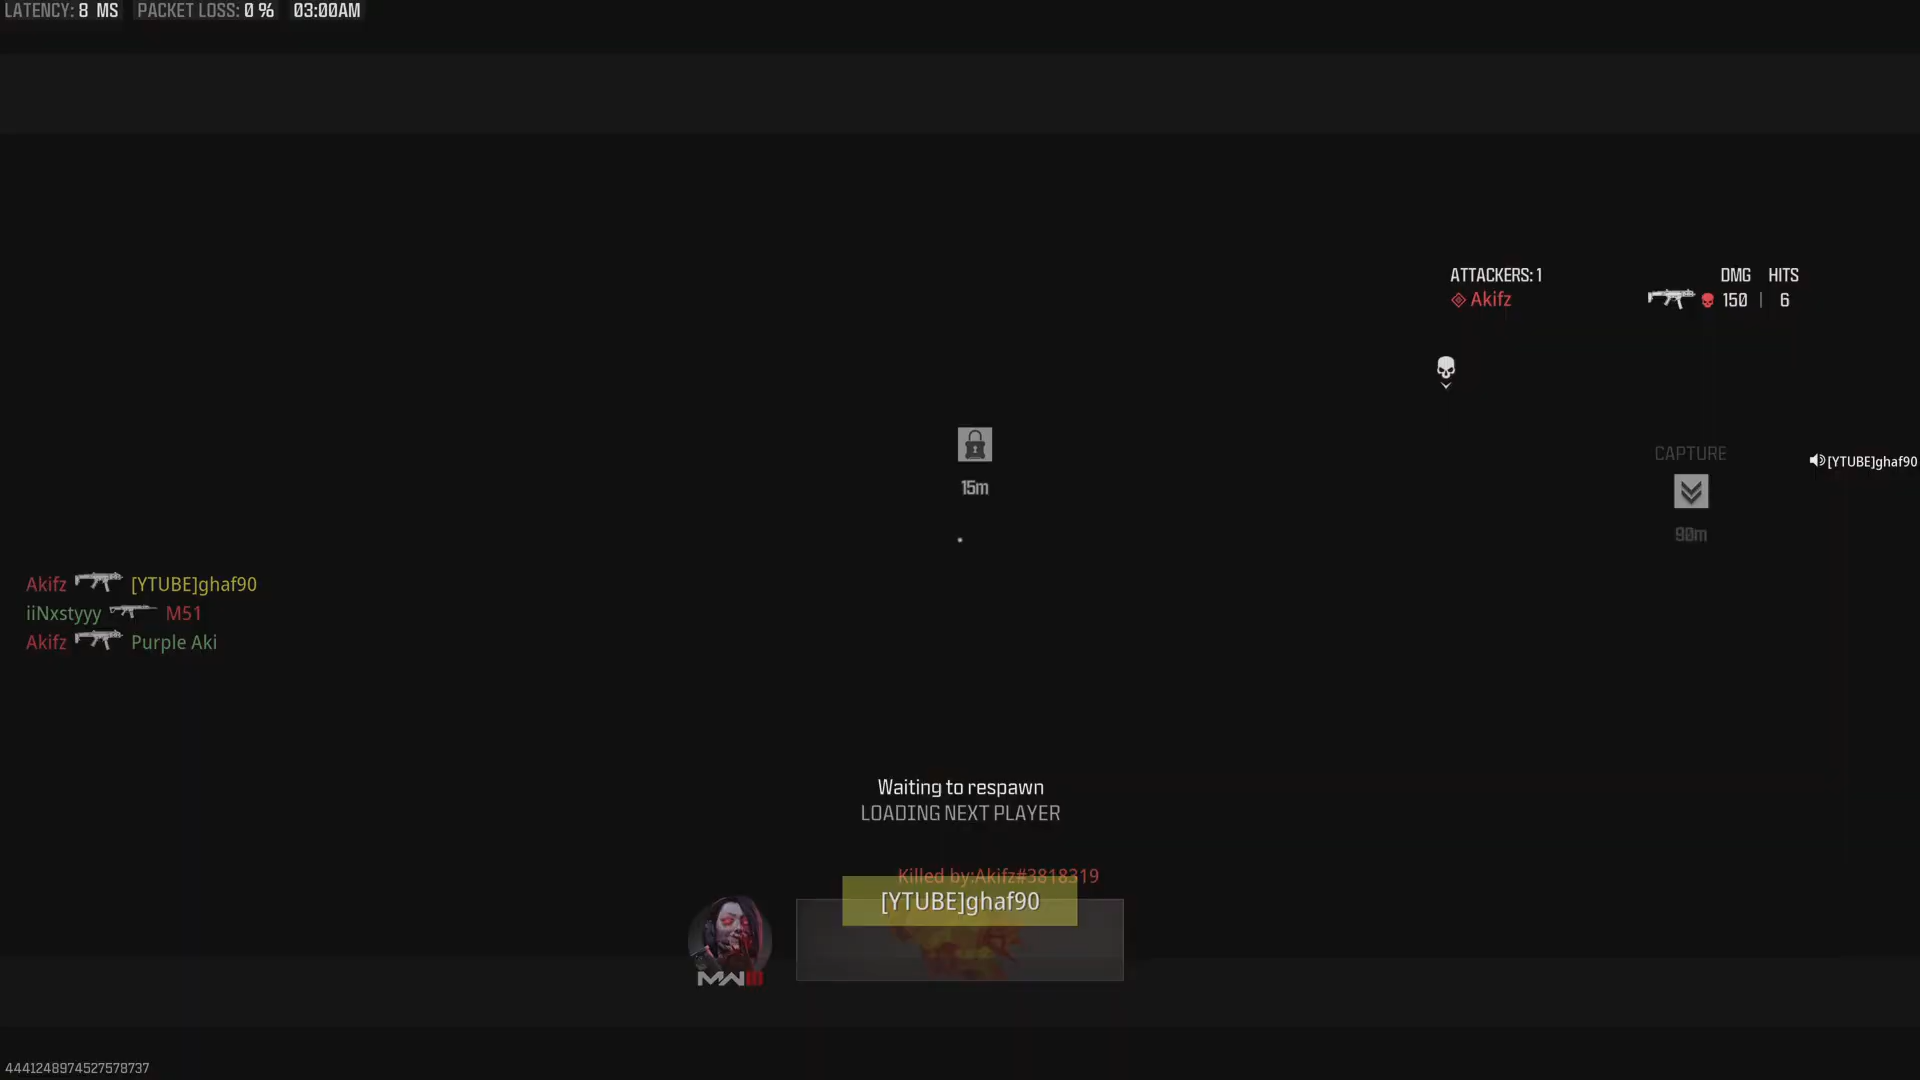 LATENCY: 8 MS PACKET LOSS: 0 % 03:00AM
ATTACKERS: 1 DMG HITS
Akifz 150 | 6
15m
CAPTURE
90m
[YTUBE]ghaf90
Akifz [YTUBE]ghaf90
iiNxstyyy M51
Akifz Purple Aki
Waiting to respawn
LOADING NEXT PLAYER
Killed by:Akifz#3818319
[YTUBE]ghaf90
MWIII
4441248974527578737